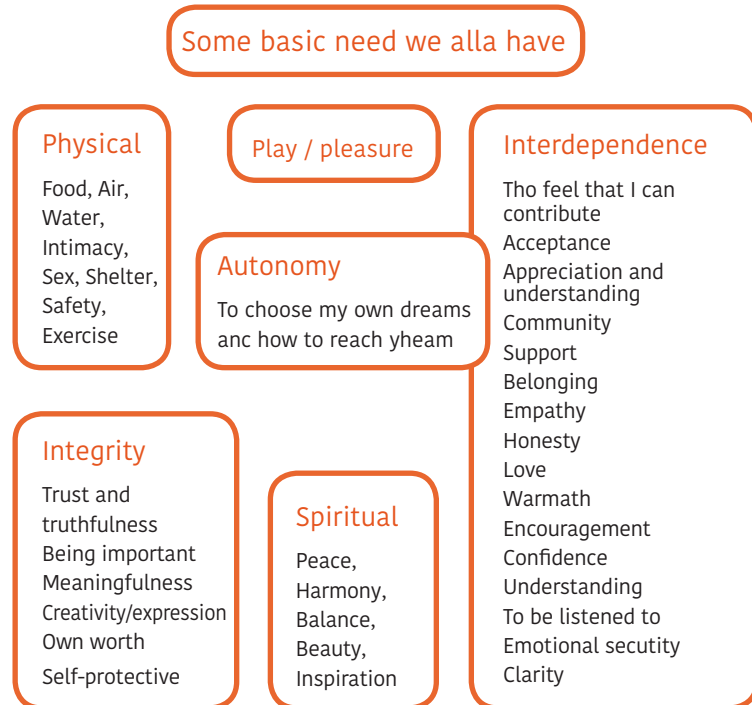 Some basic need we alla have
Physical
Food, Air,
Water,
Intimacy,
Sex, Shelter,
Safety,
Exercise
Play / pleasure
Autonomy
To choose my own dreams
anc how to reach yheam
Interdependence
Tho feel that I can
contribute
Acceptance
Appreciation and
understanding
Community
Support
Belonging
Empathy
Honesty
Love
Warmath
Encouragement
Confidence
Understanding
To be listened to
Emotional secutity
Clarity
Integrity
Trust and
truthfulness
Being important
Meaningfulness
Creativity/expression
Own worth
Self-protective
Spiritual
Peace,
Harmony,
Balance,
Beauty,
Inspiration